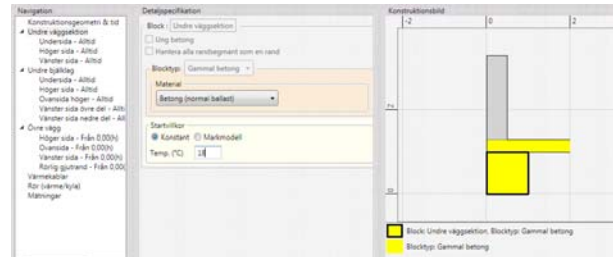 Navigation
Konstruktionsgeometri & tid
Undre väggsektion
Undersida - Alltid
Höger sida - Alltid
Vänster sida - Alltid
Undre bjälklag
Undersida - Alltid
Höger sida - Alltid
Ovansida höger - Alltid
Vänster sida övre del - Allti
Vänster sida nedre del - All
Övre vägg
Höger sida - Från 0,00(h)
Ovansida - Från 0,00(h)
Vänster sida - Från 0,00(h)
Rörlig gjutrand - Från 0,00(
Värmekablar
Rör (värme/kyla)
Mätningar
Detaljspecifikation
Block : Undre väggsektion
Ung betong
Hantera alla randsegment som en rand
Blocktyp: Gammal betong
Material
Betong (normal ballast)
Startvillkor
Konstant Markmodell
Temp. (°C) 18
Konstruktionsbild
-2 0 2
2
0
Block: Undre väggsektion, Blocktyp: Gammal betong
Blocktyp: Gammal betong